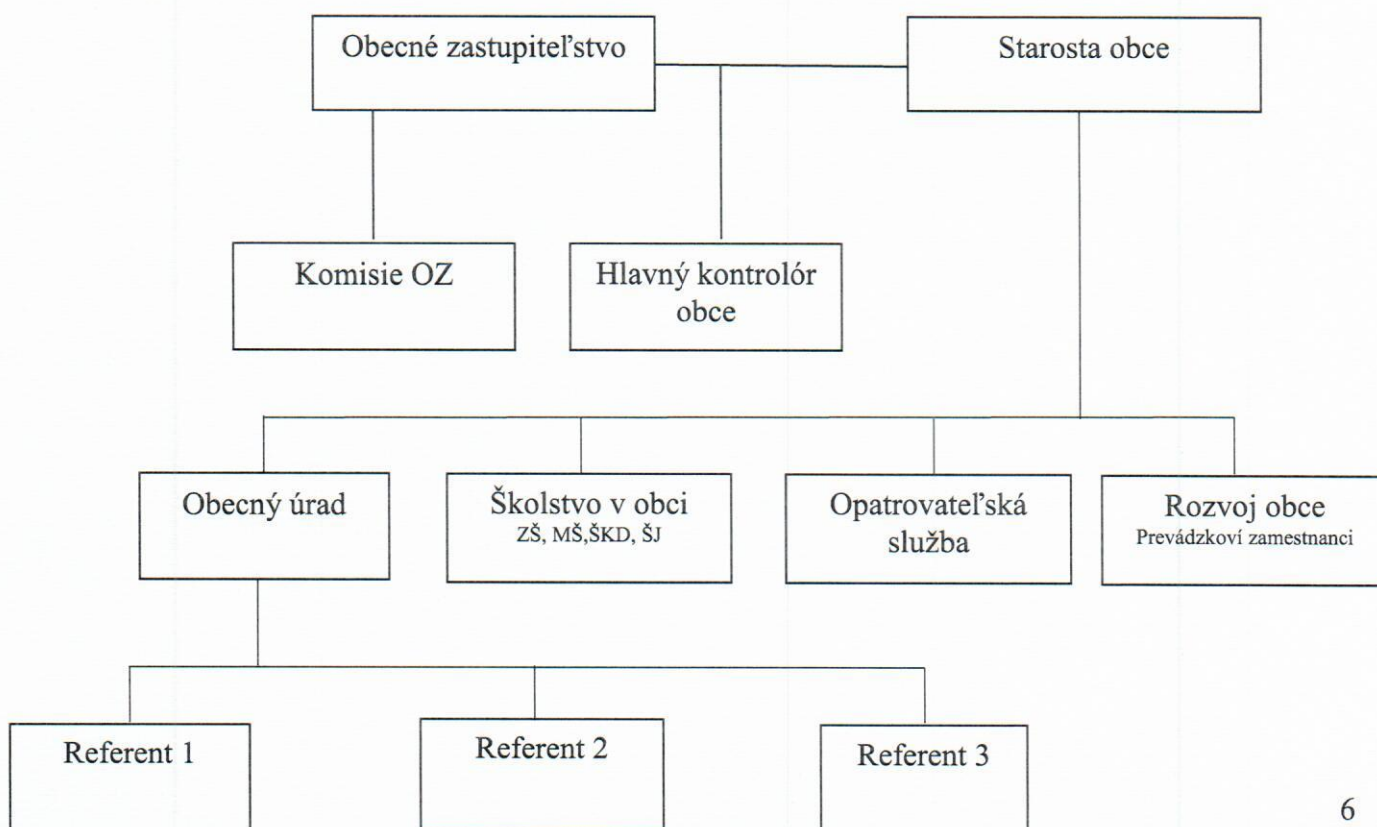 Obecné zastupiteľstvo
Starosta obce
Komisie OZ
Hlavný kontrolór
obce
Obecný úrad
Školstvo v obci
ZŠ, MŠ,ŠKD, ŠJ
Opatrovateľská
služba
Rozvoj obce
Prevádzkoví zamestnanci
Referent 1
Referent 2
Referent 3
6